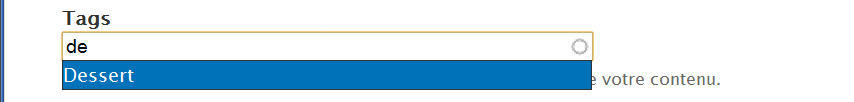 Tags
de
Dessert
votre contenu.